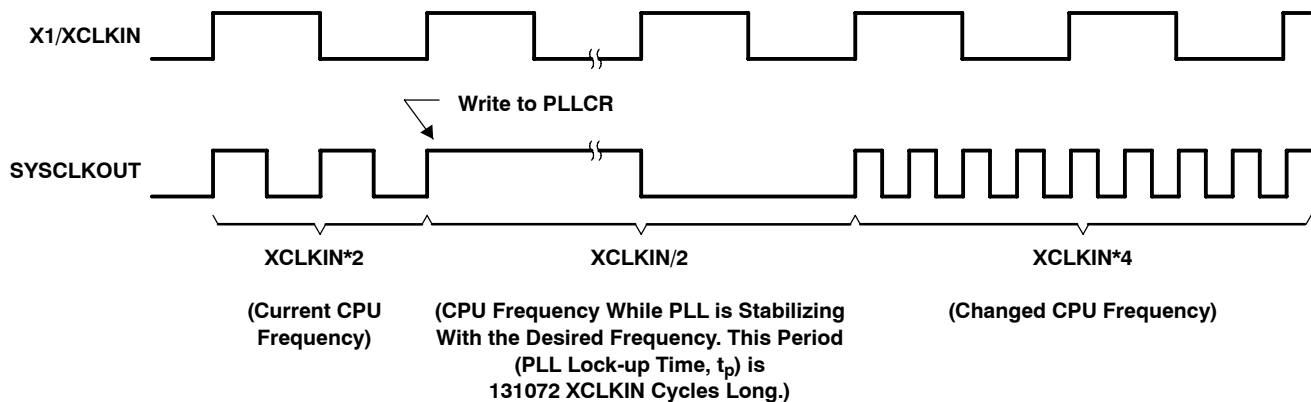 X1/XCLKIN
Write to PLLCR
SYSCLKOUT
XCLKIN*2
(Current CPU
Frequency)
XCLKIN/2
(CPU Frequency While PLL is Stabilizing
With the Desired Frequency. This Period
(PLL Lock-up Time, tp) is
131072 XCLKIN Cycles Long.)
XCLKIN*4
(Changed CPU Frequency)